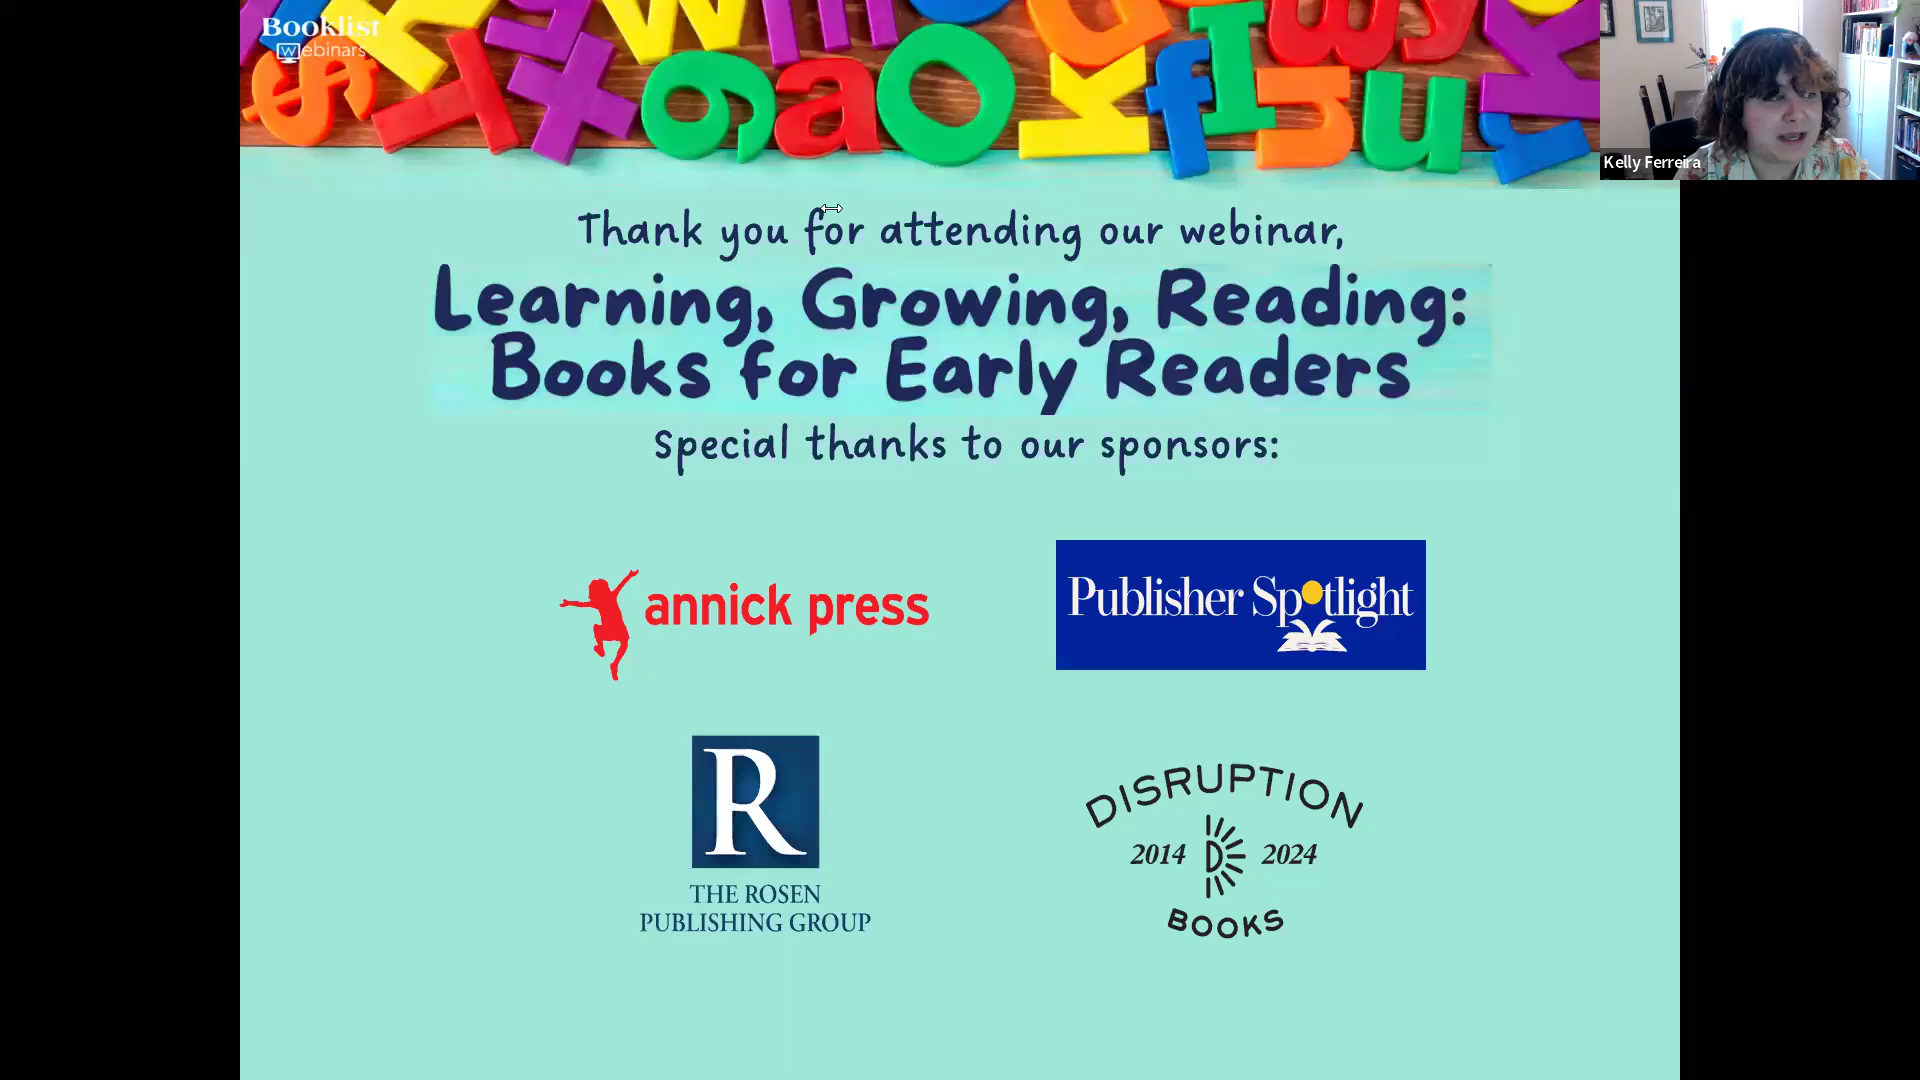 Booklist
Webinars
Kelly Ferreira
Thank you for attending our webinar,
Learning, Growing, Reading:
Books for Early Readers
Special thanks to our sponsors:
annick press
Publisher Spotlight
R
THE ROSEN
PUBLISHING GROUP
DISRUPTION
2014 D 2024
BOOKS